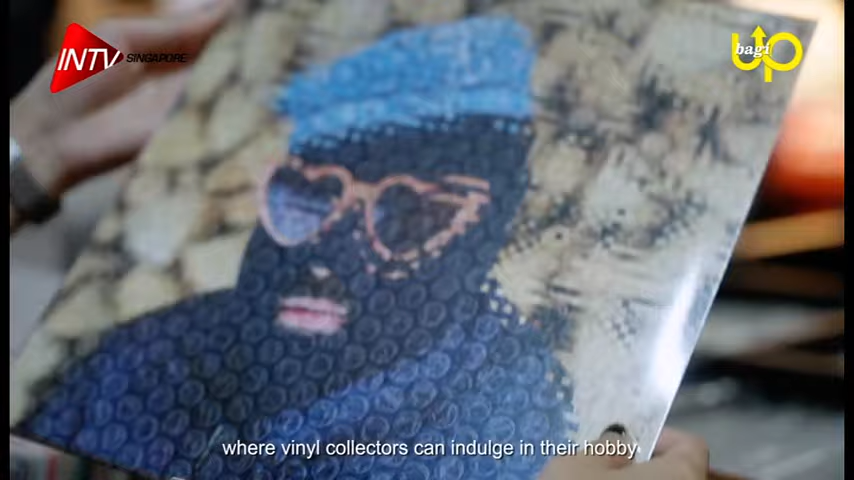 INTV SINGAPORE
bagi
UP
where vinyl collectors can indulge in their hobby